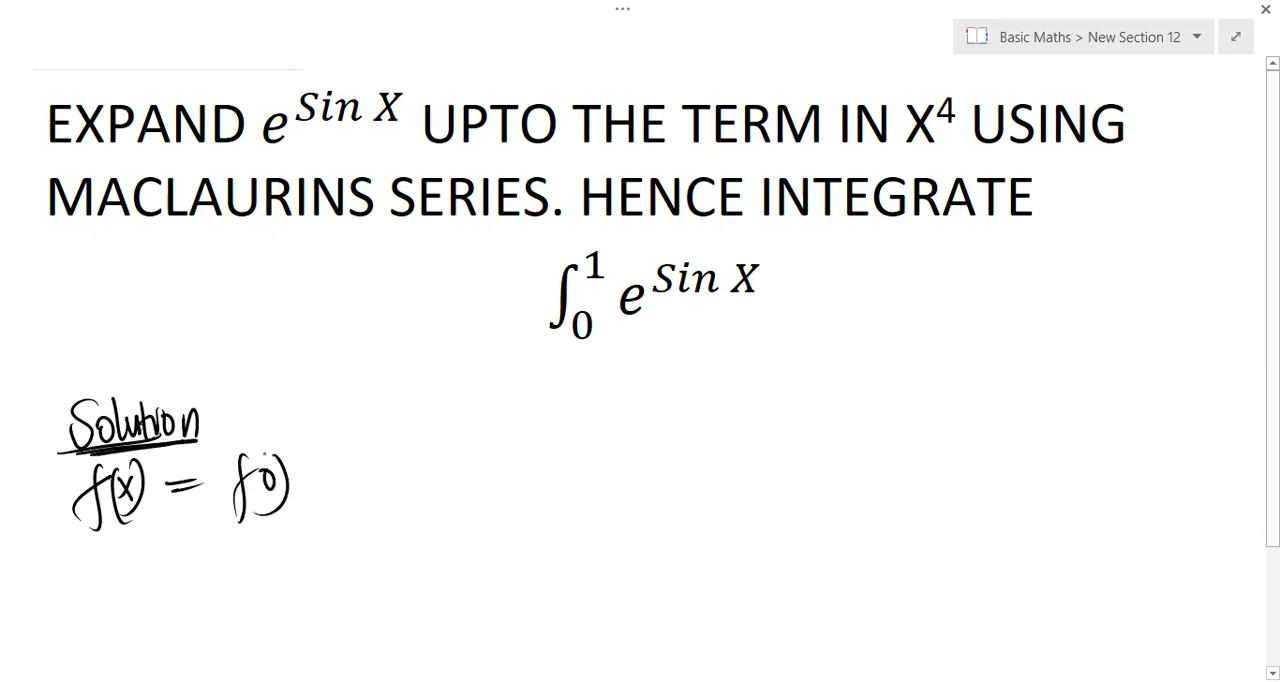 Basic Maths > New Section 12
EXPAND e^{Sin X} UPTO THE TERM IN X⁴ USING
MACLAURINS SERIES. HENCE INTEGRATE
∫₀¹ e^{Sin X}
Solution
f(x) = f(0)